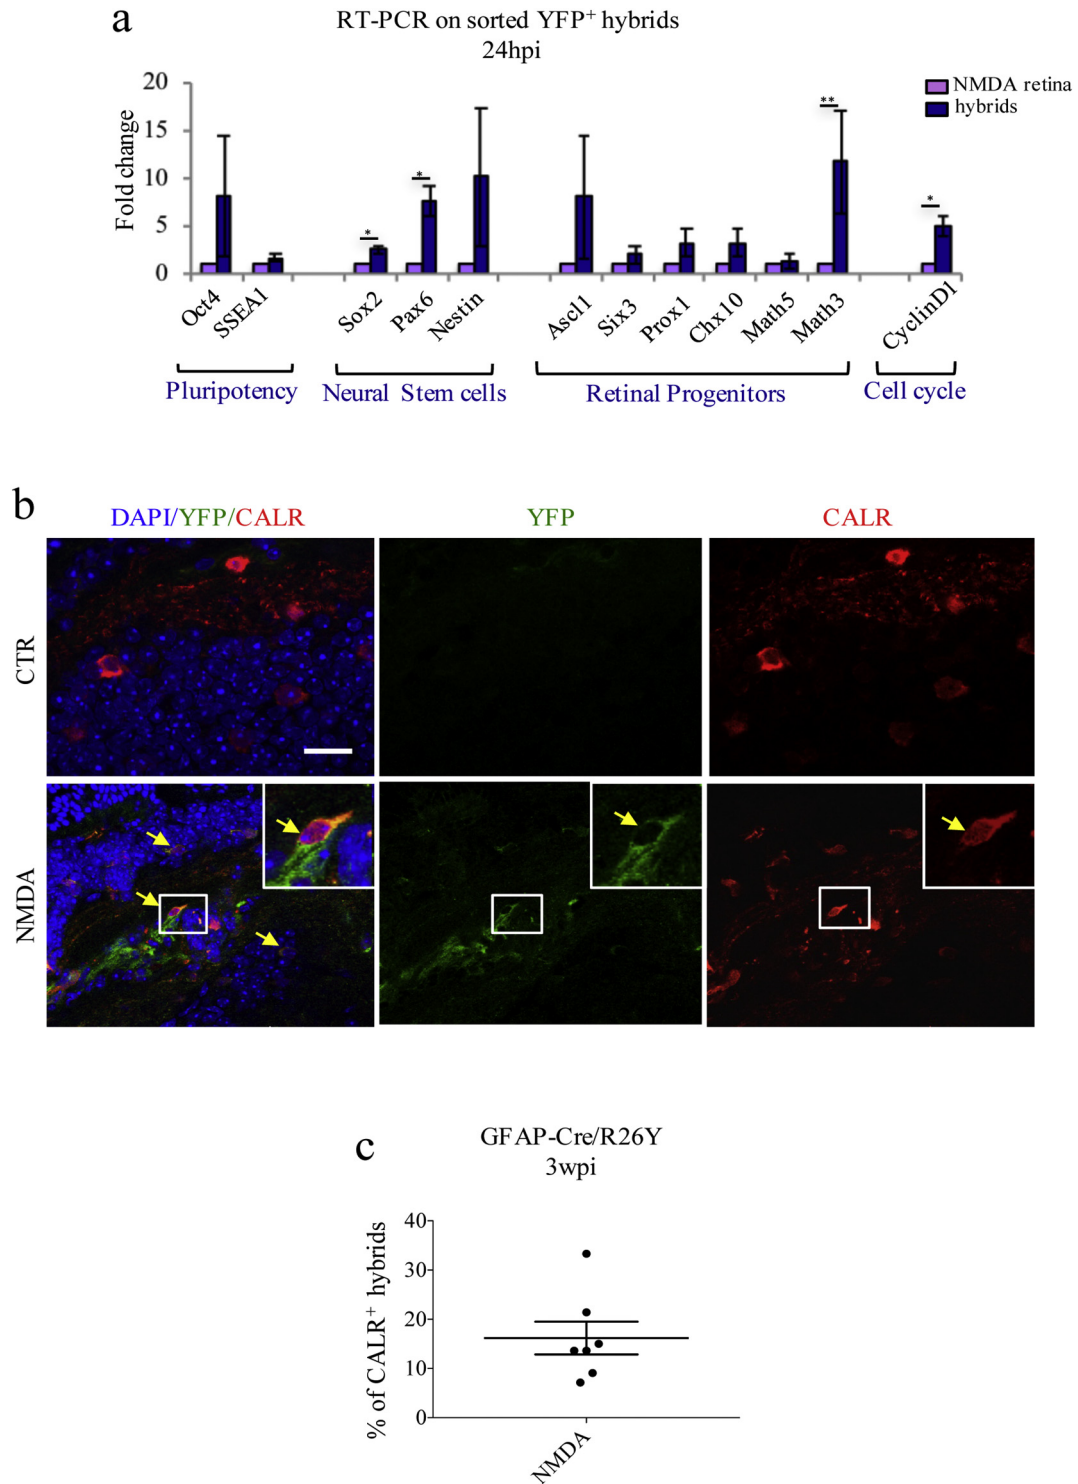 a
RT-PCR on sorted YFP+ hybrids
24hpi
NMDA retina
hybrids
Fold change
20
15
10
5
0
*
*
**
*
Oct4
SSEA1
Sox2
Pax6
Nestin
Ascl1
Six3
Prox1
Chx10
Math5
Math3
CyclinD1
Pluripotency
Neural Stem cells
Retinal Progenitors
Cell cycle
b
DAPI/YFP/CALR
YFP
CALR
CTR
NMDA
c
GFAP-Cre/R26Y
3wpi
% of CALR+ hybrids
40
30
20
10
0
NMDA